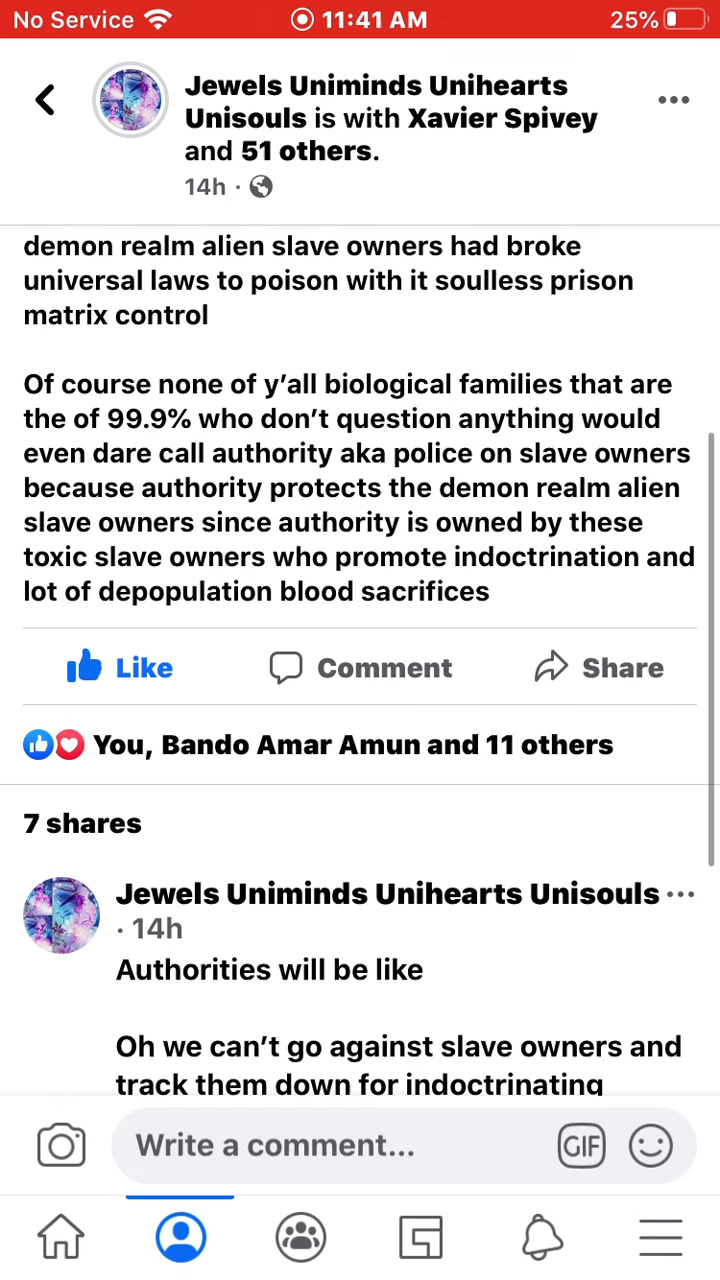 No Service 11:41 AM 25%
Jewels Uniminds Unihearts
Unisouls is with Xavier Spivey
and 51 others.
14h ·
demon realm alien slave owners had broke
universal laws to poison with it soulless prison
matrix control
Of course none of y’all biological families that are
the of 99.9% who don’t question anything would
even dare call authority aka police on slave owners
because authority protects the demon realm alien
slave owners since authority is owned by these
toxic slave owners who promote indoctrination and
lot of depopulation blood sacrifices
Like Comment Share
You, Bando Amar Amun and 11 others
7 shares
Jewels Uniminds Unihearts Unisouls
· 14h
Authorities will be like
Oh we can’t go against slave owners and
track them down for indoctrinating
Write a comment... GIF